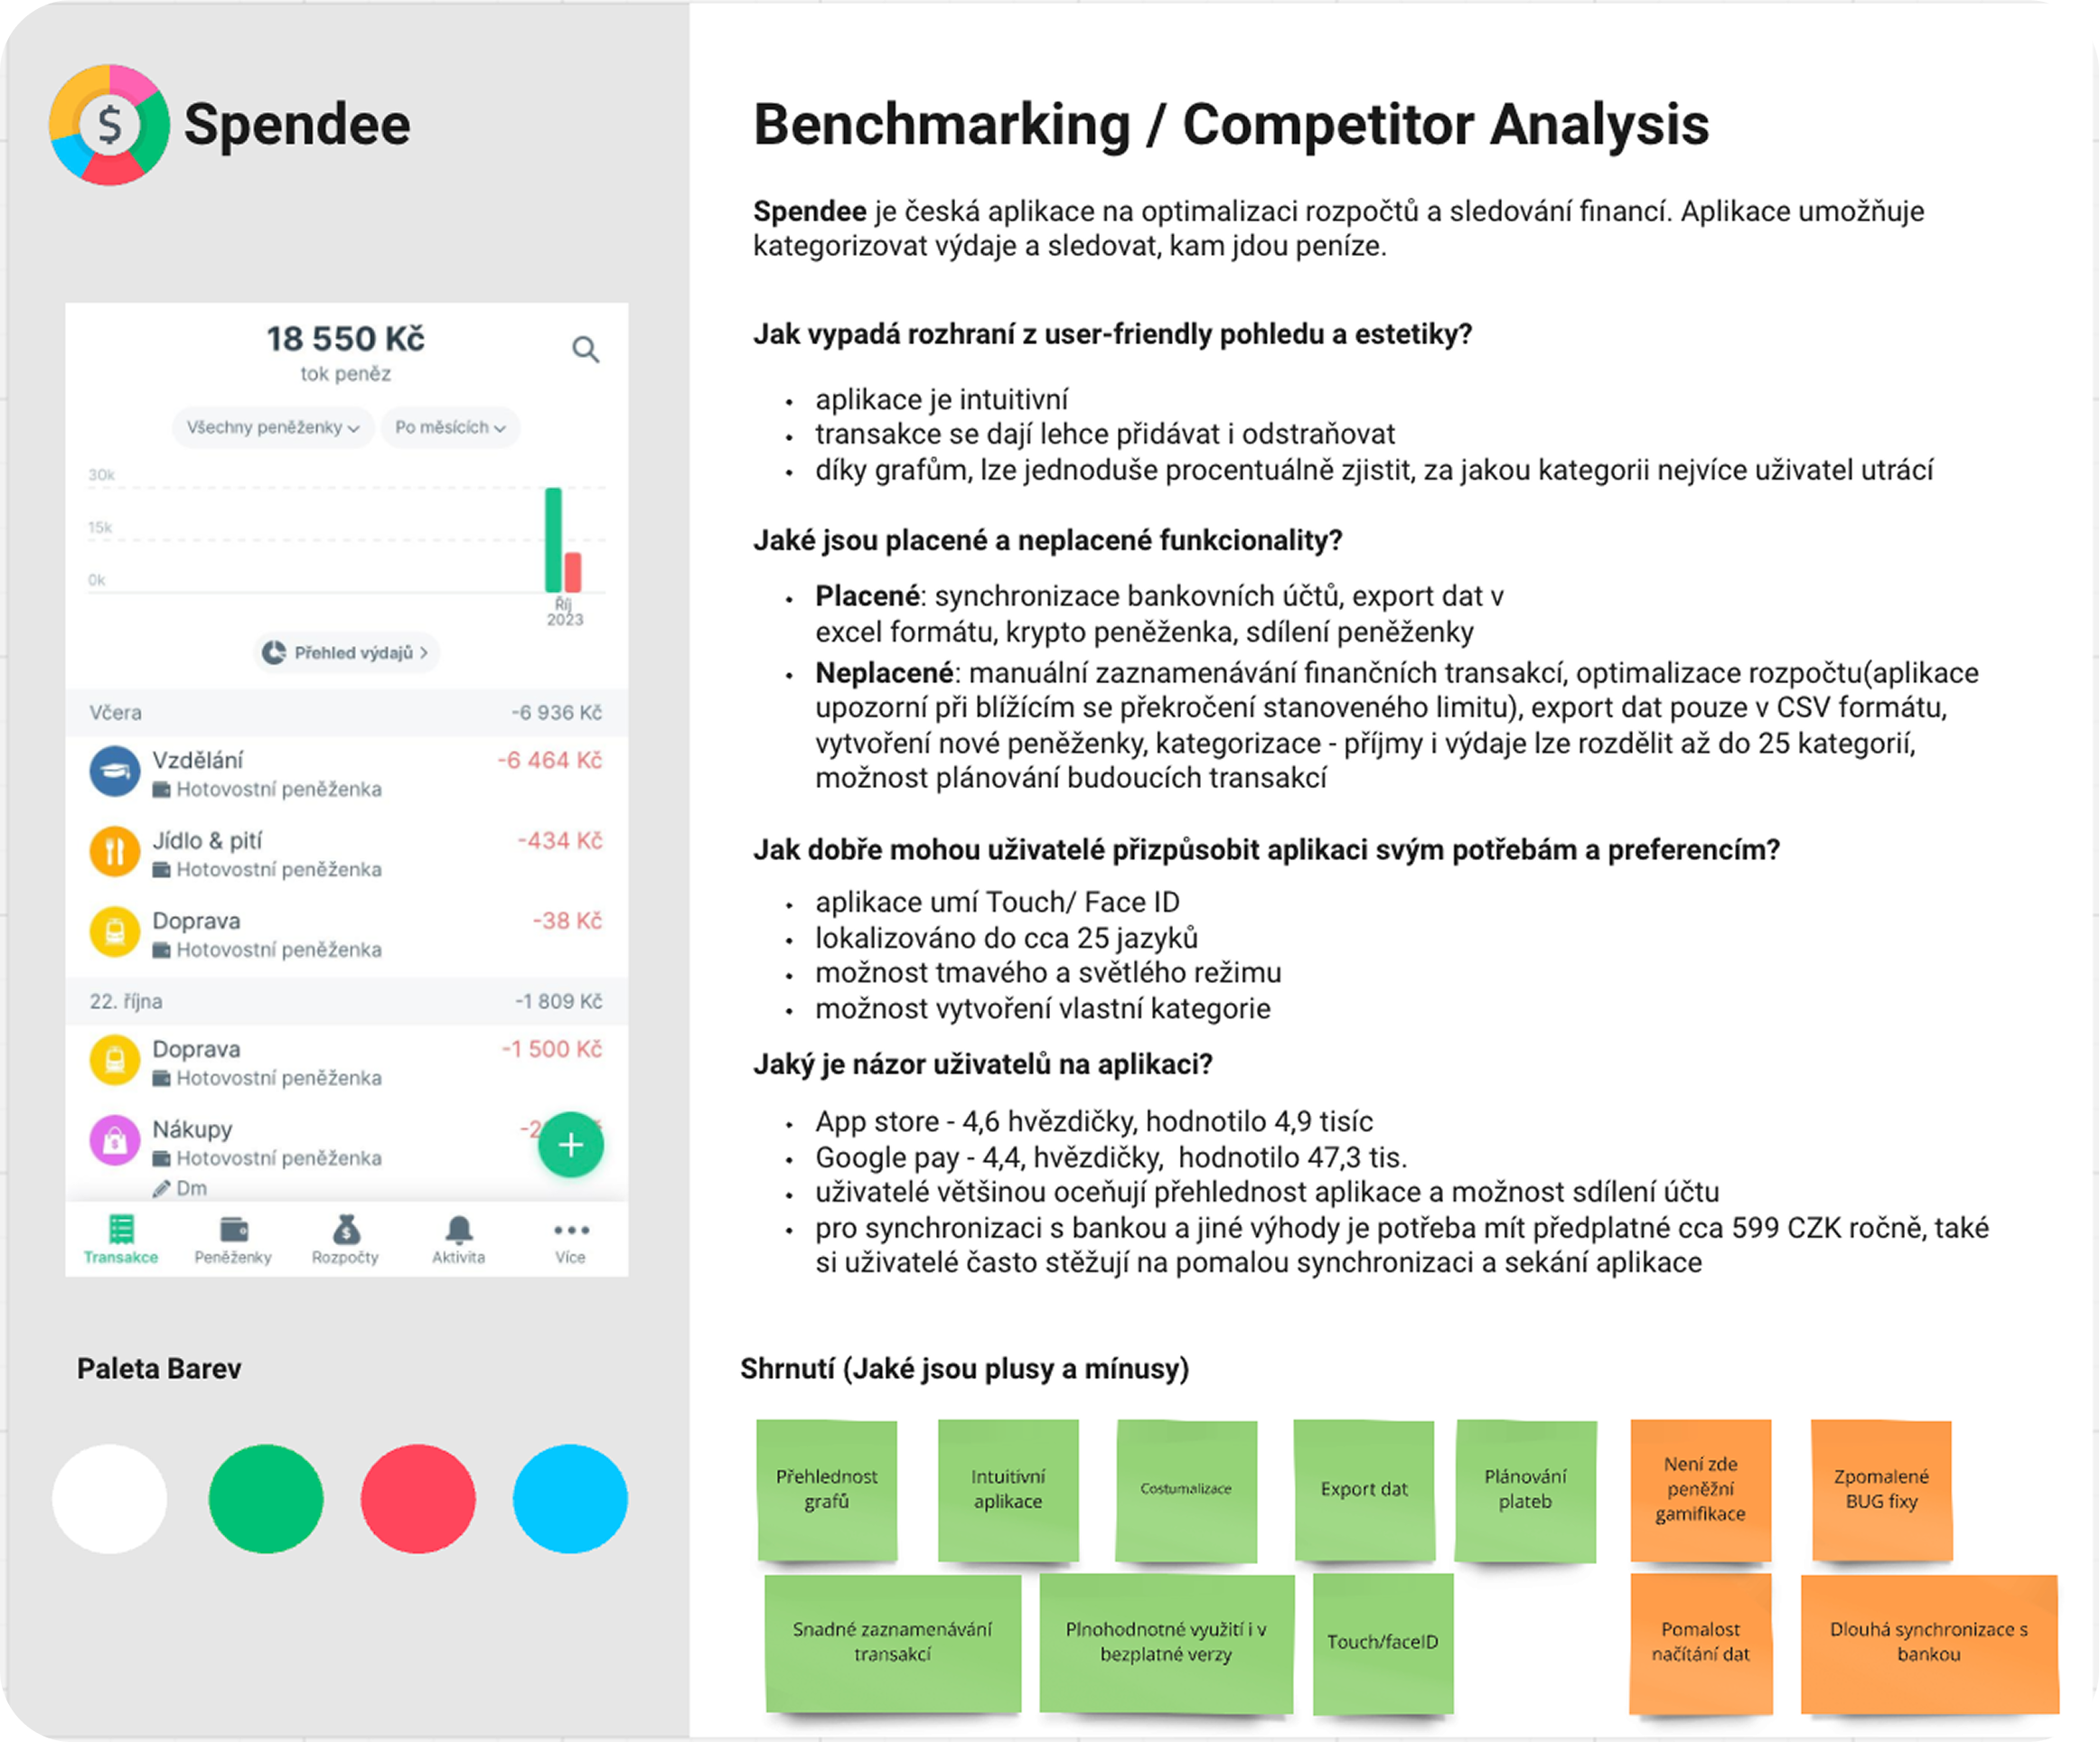 $ Spendee
18 550 Kč
tok peněz
Všechny peněženky
Po měsících
30k
15k
0k
Říj
2023
Přehled výdajů >
Včera -6 936 Kč
Vzdělání -6 464 Kč
Hotovostní peněženka
Jídlo & pití -434 Kč
Hotovostní peněženka
Doprava -38 Kč
Hotovostní peněženka
22. října -1 809 Kč
Doprava -1 500 Kč
Hotovostní peněženka
Nákupy -2
Hotovostní peněženka
Dm
+
Transakce Peněženky Rozpočty Aktivita Více
Paleta Barev
Benchmarking / Competitor Analysis
Spendee je česká aplikace na optimalizaci rozpočtů a sledování financí. Aplikace umožňuje
kategorizovat výdaje a sledovat, kam jdou peníze.
Jak vypadá rozhraní z user-friendly pohledu a estetiky?
• aplikace je intuitivní
• transakce se dají lehce přidávat i odstraňovat
• díky grafům, lze jednoduše procentuálně zjistit, za jakou kategorii nejvíce uživatel utrácí
Jaké jsou placené a neplacené funkcionality?
• Placené: synchronizace bankovních účtů, export dat v
excel formátu, krypto peněženka, sdílení peněženky
• Neplacené: manuální zaznamenávání finančních transakcí, optimalizace rozpočtu(aplikace
upozorní při blížícím se překročení stanoveného limitu), export dat pouze v CSV formátu,
vytvoření nové peněženky, kategorizace - příjmy i výdaje lze rozdělit až do 25 kategorií,
možnost plánování budoucích transakcí
Jak dobře mohou uživatelé přizpůsobit aplikaci svým potřebám a preferencím?
• aplikace umí Touch/ Face ID
• lokalizováno do cca 25 jazyků
• možnost tmavého a světlého režimu
• možnost vytvoření vlastní kategorie
Jaký je názor uživatelů na aplikaci?
• App store - 4,6 hvězdičky, hodnotilo 4,9 tisíc
• Google pay - 4,4, hvězdičky, hodnotilo 47,3 tis.
• uživatelé většinou oceňují přehlednost aplikace a možnost sdílení účtu
• pro synchronizaci s bankou a jiné výhody je potřeba mít předplatné cca 599 CZK ročně, také
si uživatelé často stěžují na pomalou synchronizaci a sekání aplikace
Shrnutí (Jaké jsou plusy a mínusy)
Přehlednost
grafů
Intuitivní
aplikace
Costumalizace
Export dat
Plánování
plateb
Není zde
peněžní
gamifikace
Zpomalené
BUG fixy
Snadné zaznamenávání
transakcí
Plnohodnotné využití i v
bezplatné verzy
Touch/faceID
Pomalost
načítání dat
Dlouhá synchronizace s
bankou